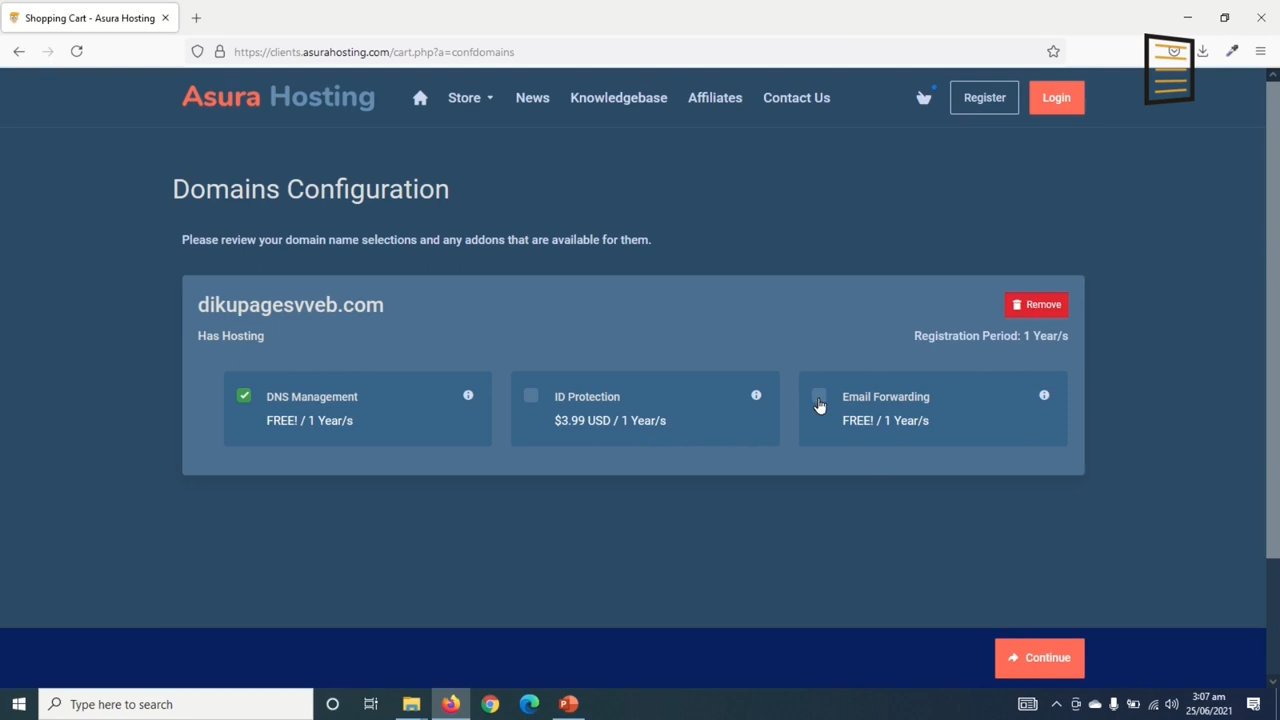 Shopping Cart - Asura Hosting
https://clients.asurahosting.com/cart.php?a=confdomains
Asura Hosting
Store
News
Knowledgebase
Affiliates
Contact Us
Register
Login
Domains Configuration
Please review your domain name selections and any addons that are available for them.
dikupagesvveb.com
Remove
Has Hosting
Registration Period: 1 Year/s
DNS Management
FREE! / 1 Year/s
ID Protection
$3.99 USD / 1 Year/s
Email Forwarding
FREE! / 1 Year/s
Continue
Type here to search
3:07 am
25/06/2021